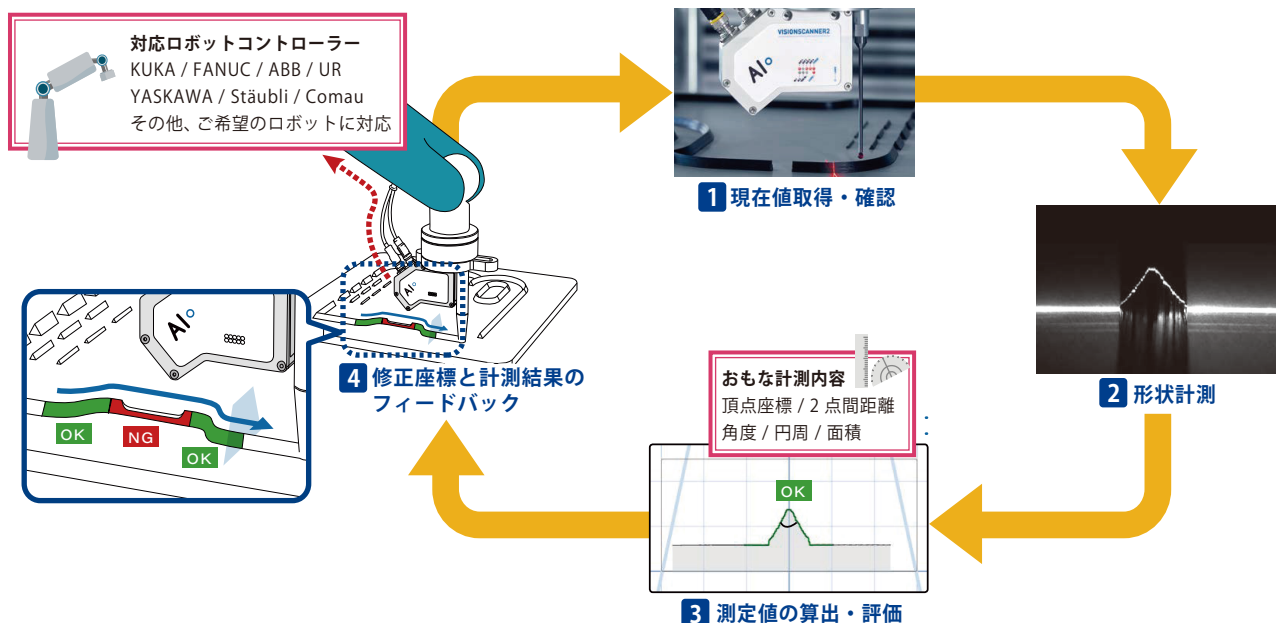 対応ロボットコントローラー
KUKA / FANUC / ABB / UR
YASKAWA / Stäubli / Comau
その他、ご希望のロボットに対応
VISIONSCANNER2
AI
1 現在値取得・確認
2 形状計測
おもな計測内容
頂点座標 / 2 点間距離
角度 / 円周 / 面積
OK
3 測定値の算出・評価
AI
4 修正座標と計測結果の
フィードバック
AI
OK
NG
OK